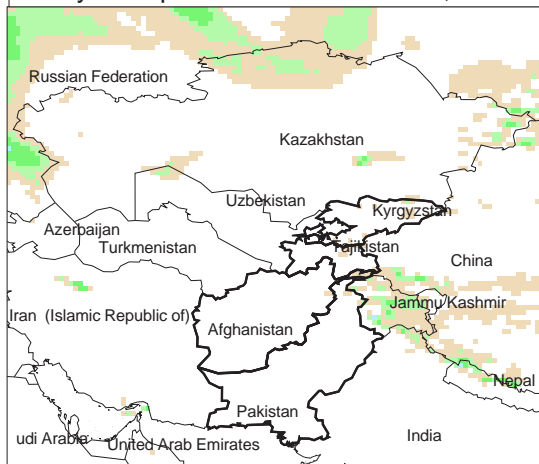 Russian Federation
Kazakhstan
Uzbekistan
Kyrgyzstan
Azerbaijan
Turkmenistan
Tajikistan
China
Jammu Kashmir
Iran (Islamic Republic of)
Afghanistan
Nepal
Pakistan
udi Arabia
United Arab Emirates
India